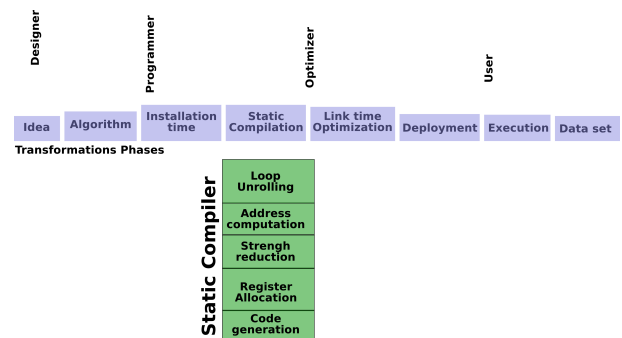 Designer
Programmer
Optimizer
User
Idea
Algorithm
Installation
time
Static
Compilation
Link time
Optimization
Deployment
Execution
Data set
Transformations Phases
Static Compiler
Loop
Unrolling
Address
computation
Strengh
reduction
Register
Allocation
Code
generation